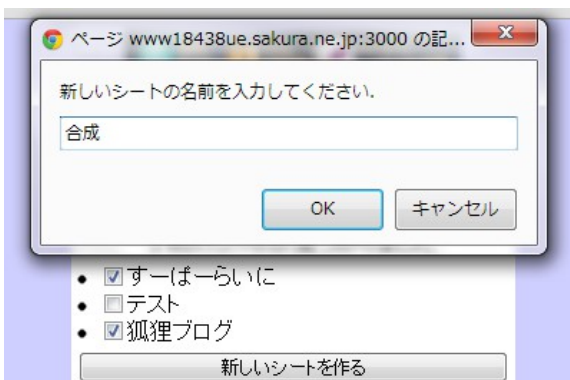 ページ www18438ue.sakura.ne.jp:3000 の記...
新しいシートの名前を入力してください.
合成
OK キャンセル
すーぱーらいに
テスト
狐狸ブログ
新しいシートを作る